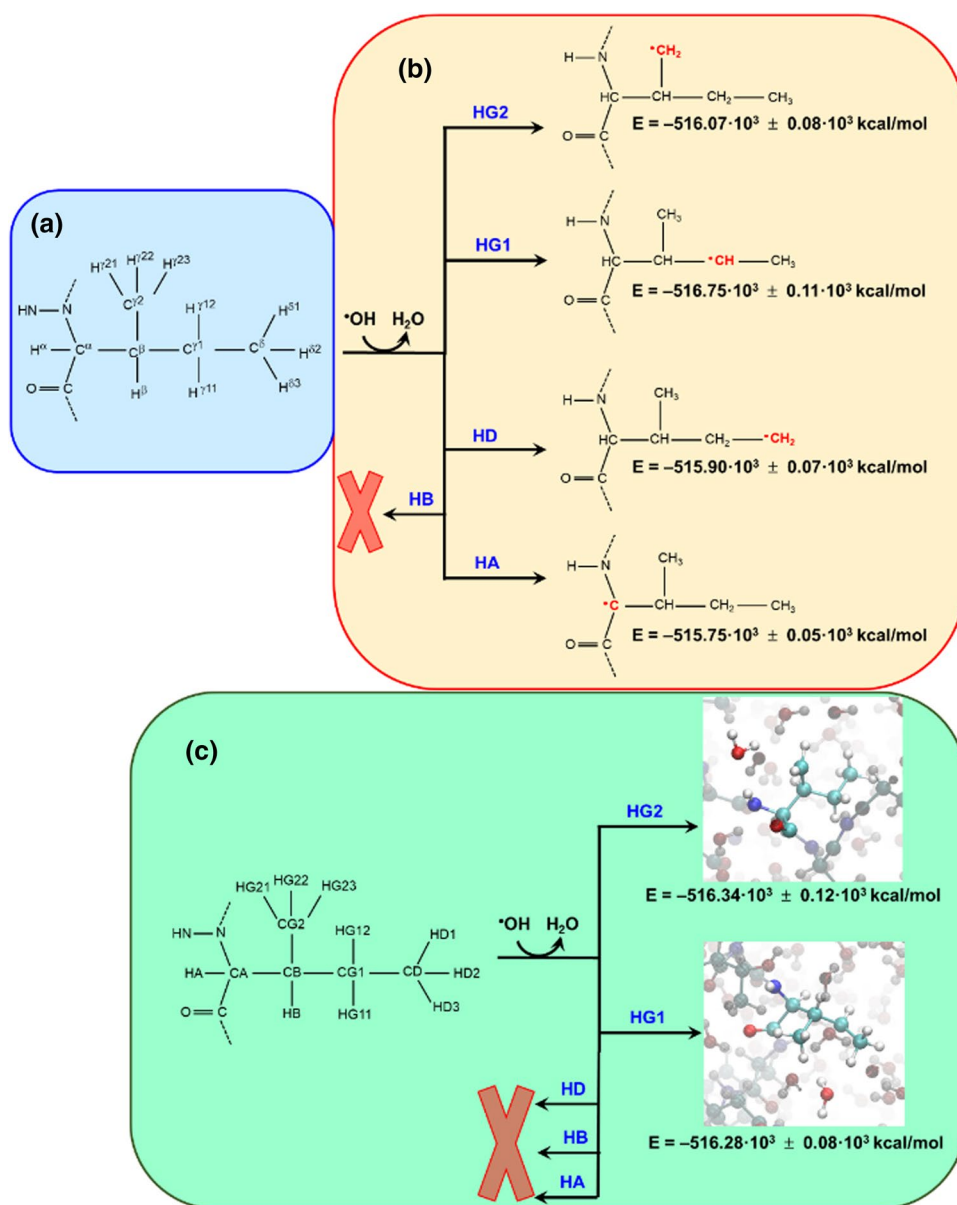 (b)
H—N
•CH₂
HC
CH
CH₂
CH₃
O=C
HG2
E = –516.07·10³ ± 0.08·10³ kcal/mol
(a)
Hγ21
Hγ22
Hγ23
Cγ2
HN—N
Hγ12
Hδ1
Hα
Cα
Cβ
Cγ1
Cδ
Hδ2
O=C
Hβ
Hγ11
Hδ3
•OH
H₂O
H—N
CH₃
HG1
HC
CH
•CH
CH₃
O=C
E = –516.75·10³ ± 0.11·10³ kcal/mol
H—N
CH₃
HD
HC
CH
CH₂
•CH₂
O=C
E = –515.90·10³ ± 0.07·10³ kcal/mol
HB
H—N
CH₃
HA
•C
CH
CH₂
CH₃
O=C
E = –515.75·10³ ± 0.05·10³ kcal/mol
(c)
HG2
E = –516.34·10³ ± 0.12·10³ kcal/mol
HG21
HG22
HG23
CG2
HN—N
HG12
HD1
HA
CA
CB
CG1
CD
HD2
O=C
HB
HG11
HD3
•OH
H₂O
HG1
HD
HB
HA
E = –516.28·10³ ± 0.08·10³ kcal/mol